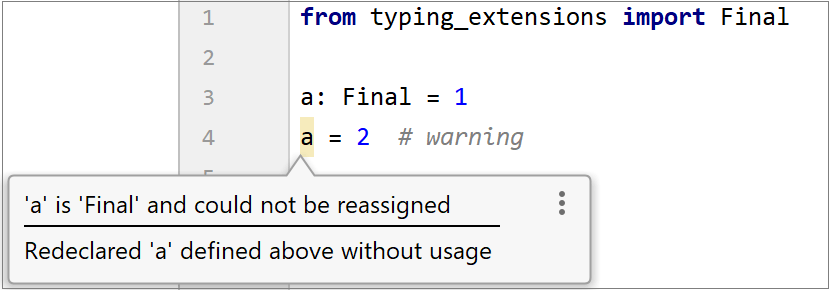 1 from typing_extensions import Final
2
3 a: Final = 1
4 a = 2  # warning
'a' is 'Final' and could not be reassigned
Redeclared 'a' defined above without usage